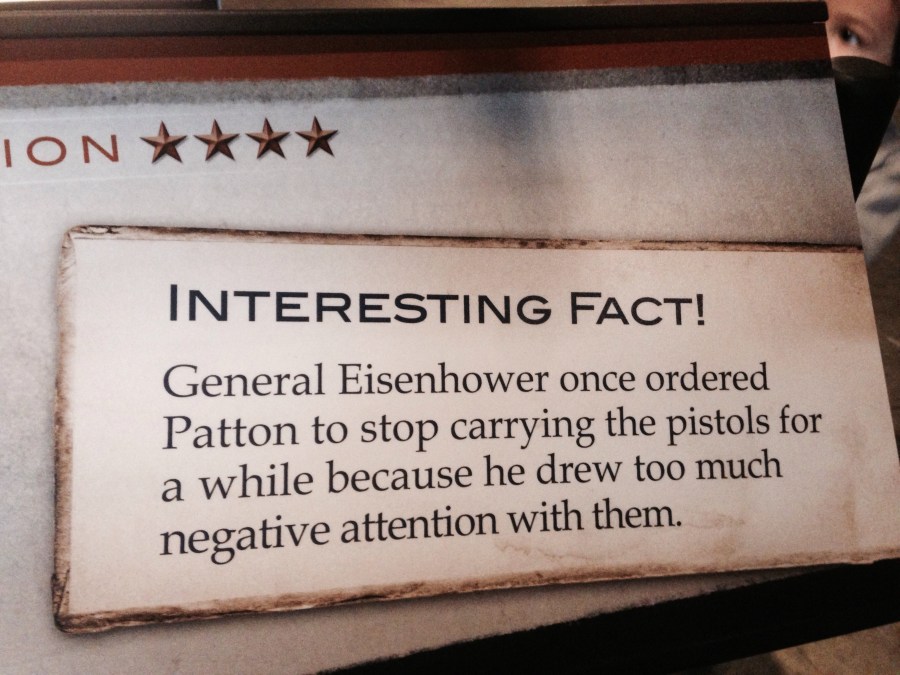 ION ★★★★
INTERESTING FACT!
General Eisenhower once ordered
Patton to stop carrying the pistols for
a while because he drew too much
negative attention with them.